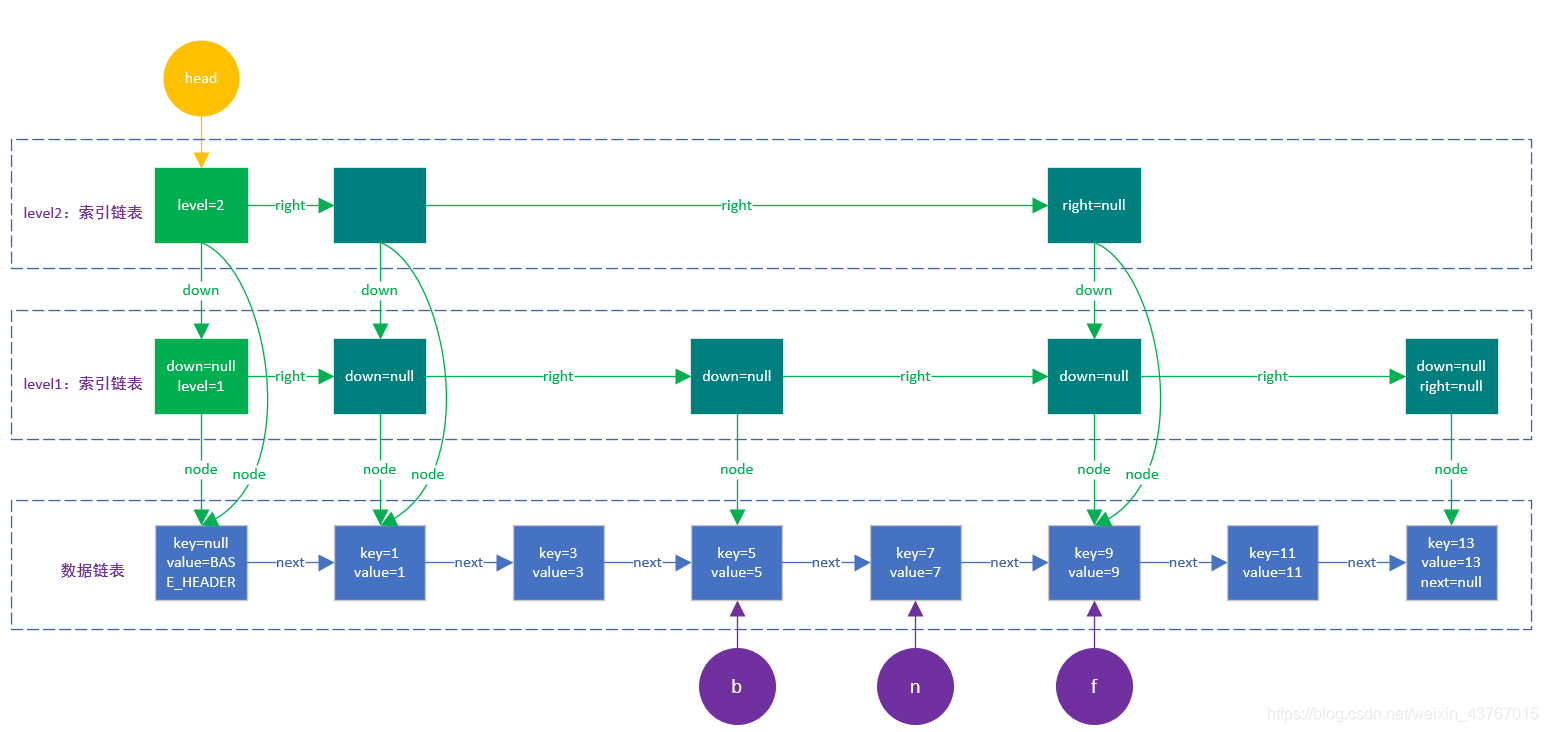 head
level2：索引链表
level=2
right
right
right=null
down
down
down
level1：索引链表
down=null
level=1
right
down=null
right
down=null
right
down=null
right
down=null
right=null
node
node
node
node
node
node
node
node
数据链表
key=null
value=BAS
E_HEADER
next
key=1
value=1
next
key=3
value=3
next
key=5
value=5
next
key=7
value=7
next
key=9
value=9
next
key=11
value=11
next
key=13
value=13
next=null
b
n
f
https://blog.csdn.net/weixin_43767015